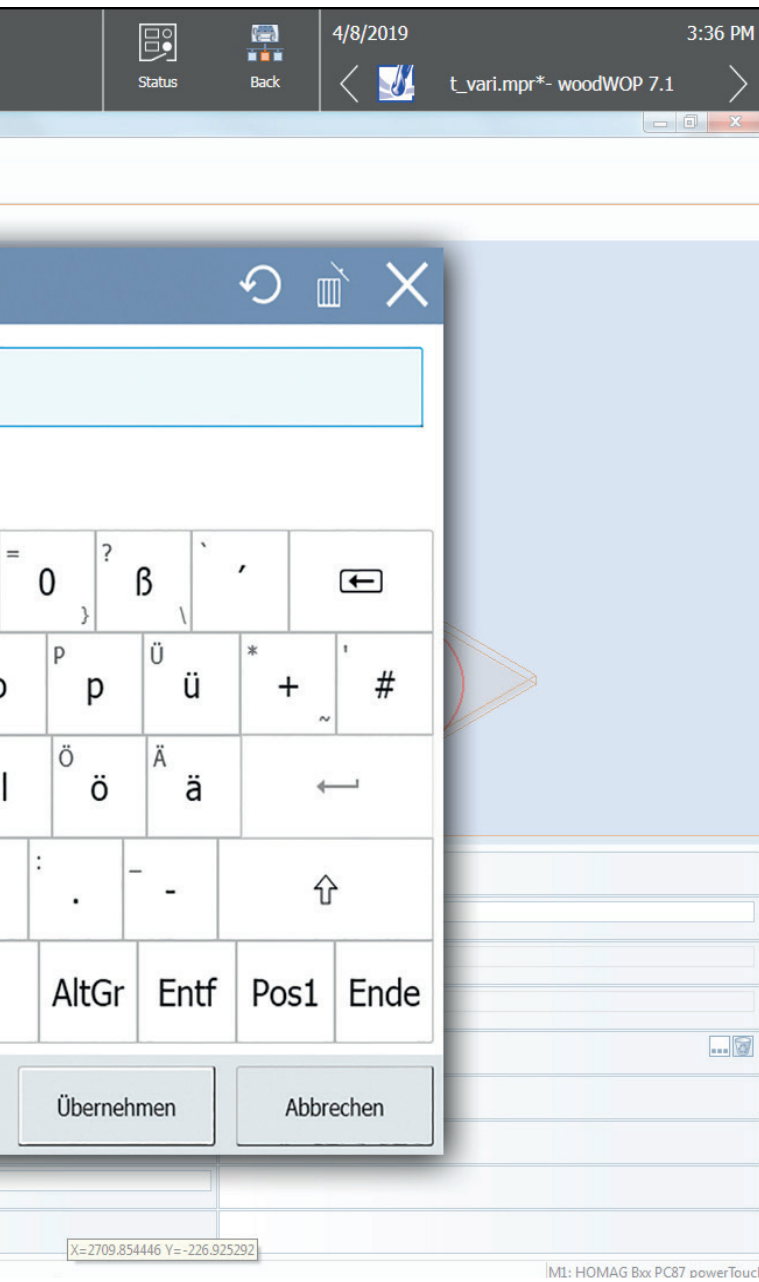 4/8/2019 3:36 PM
Status Back t_vari.mpr*- woodWOP 7.1
= 0 } ? ß \ ` ´
P p Ü ü * + ~ ' #
l Ö ö Ä ä
: . _ -
AltGr Entf Pos1 Ende
Übernehmen Abbrechen
X=2709.854446 Y=-226.925292
M1: HOMAG Bxx PC87 powerTouch